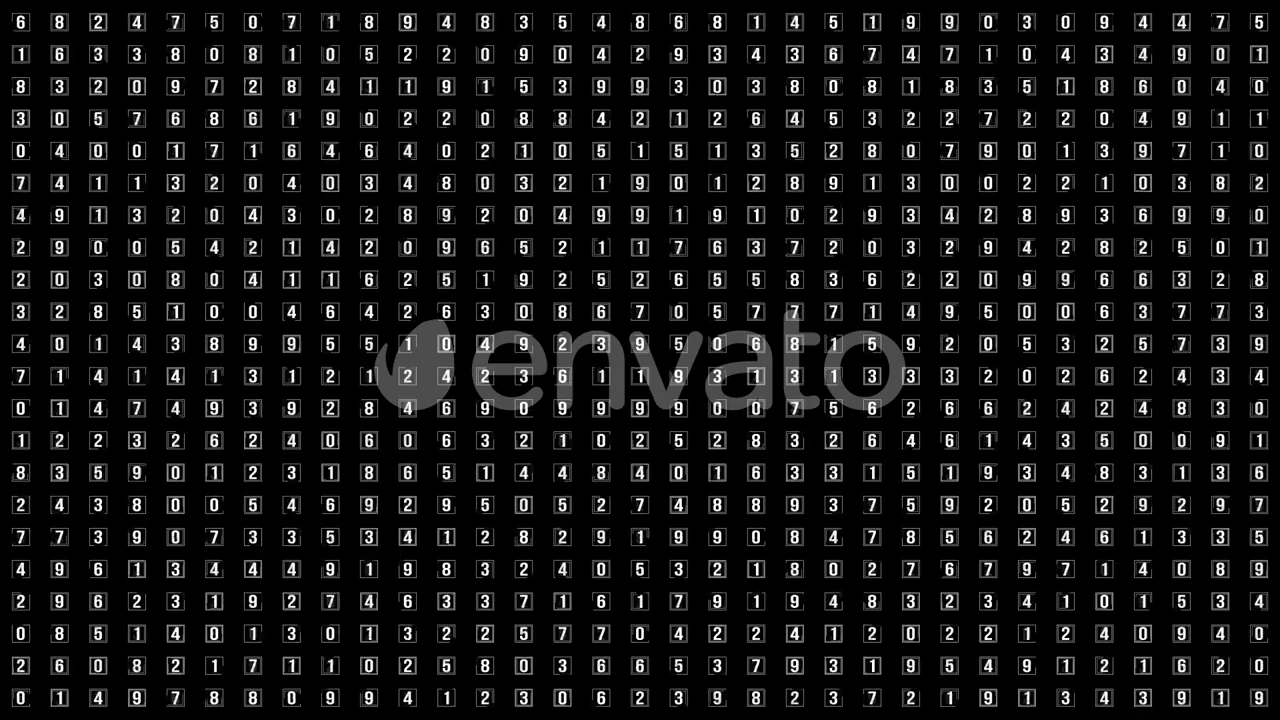 6 8 2 4 7 5 0 7 1 8 9 4 8 3 5 4 8 6 8 1 4 5 1 9 9 0 3 0 9 4 4 7 5
1 6 3 3 8 0 8 1 0 5 2 2 0 9 0 4 2 9 3 4 3 6 7 4 7 1 0 4 3 4 9 0 1
8 3 2 0 9 7 2 8 4 1 1 9 1 5 3 9 9 3 0 3 8 0 8 1 8 3 5 1 8 6 0 4 0
3 0 5 7 6 8 6 1 9 0 2 2 0 8 8 4 2 1 2 6 4 5 3 2 2 7 2 2 0 4 9 1 1
0 4 0 0 1 7 1 6 4 6 4 0 2 1 0 5 1 5 1 3 5 2 8 0 7 9 0 1 3 9 7 1 0
7 4 1 1 3 2 0 4 0 3 4 8 0 3 2 1 9 0 1 2 8 9 1 3 0 0 2 2 1 0 3 8 2
4 9 1 3 2 0 4 3 0 2 8 9 2 0 4 9 9 1 9 1 0 2 9 3 4 2 8 9 3 6 9 9 0
2 9 0 0 5 4 2 1 4 2 0 9 6 5 2 1 1 7 6 3 7 2 0 3 2 9 4 2 8 2 5 0 1
2 0 3 0 8 0 4 1 1 6 2 5 1 9 2 5 2 6 5 5 8 3 6 2 2 0 9 9 6 6 3 2 8
3 2 8 5 1 0 0 4 6 4 2 6 3 0 8 6 7 0 5 7 7 7 1 4 9 5 0 0 6 3 7 7 3
4 0 1 4 3 8 9 9 5 5 1 0 4 9 2 3 9 5 0 6 8 1 5 9 2 0 5 3 2 5 7 3 9
envato
7 1 4 1 4 1 3 1 2 1 2 4 2 3 6 1 1 9 3 1 3 1 3 3 3 2 0 2 6 2 4 3 4
0 1 4 7 4 9 3 9 2 8 4 6 9 0 9 9 9 9 0 0 7 5 6 2 6 6 2 4 2 4 8 3 0
1 2 2 3 2 6 2 4 0 6 0 6 3 2 1 0 2 5 2 8 3 2 6 4 6 1 4 3 5 0 0 9 1
8 3 5 9 0 1 2 3 1 8 6 5 1 4 4 8 4 0 1 6 3 3 1 5 1 9 3 4 8 3 1 3 6
2 4 3 8 0 0 5 4 6 9 2 9 5 0 5 2 7 4 8 8 9 3 7 5 9 2 0 5 2 9 2 9 7
7 7 3 9 0 7 3 3 5 3 4 1 2 8 2 9 1 9 9 0 8 4 7 8 5 6 2 4 6 1 3 3 5
4 9 6 1 3 4 4 4 9 1 9 8 3 2 4 0 5 3 2 1 8 0 2 7 6 7 9 7 1 4 0 8 9
2 9 6 2 3 1 9 2 7 4 6 3 3 7 1 6 1 7 9 1 9 4 8 3 2 3 4 1 0 1 5 3 4
0 8 5 1 4 0 1 3 0 1 3 2 2 5 7 7 0 4 2 2 4 1 2 0 2 2 1 2 4 0 9 4 0
2 6 0 8 2 1 7 1 1 0 2 5 8 0 3 6 6 5 3 7 9 3 1 9 5 4 9 1 2 1 6 2 0
0 1 4 9 7 8 8 0 9 9 4 1 2 3 0 6 2 3 9 8 2 3 7 2 1 9 1 3 4 3 9 1 9